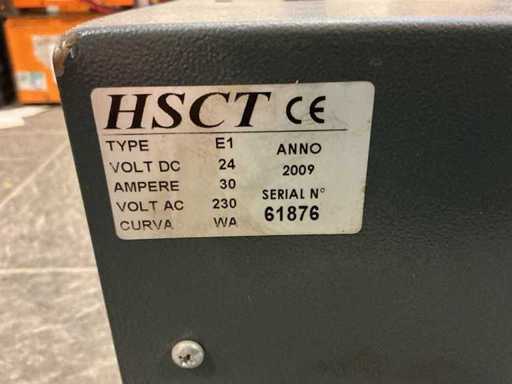 HSCT CE
TYPE E1
VOLT DC 24
AMPERE 30
VOLT AC 230
CURVA WA
ANNO
2009
SERIAL N°
61876